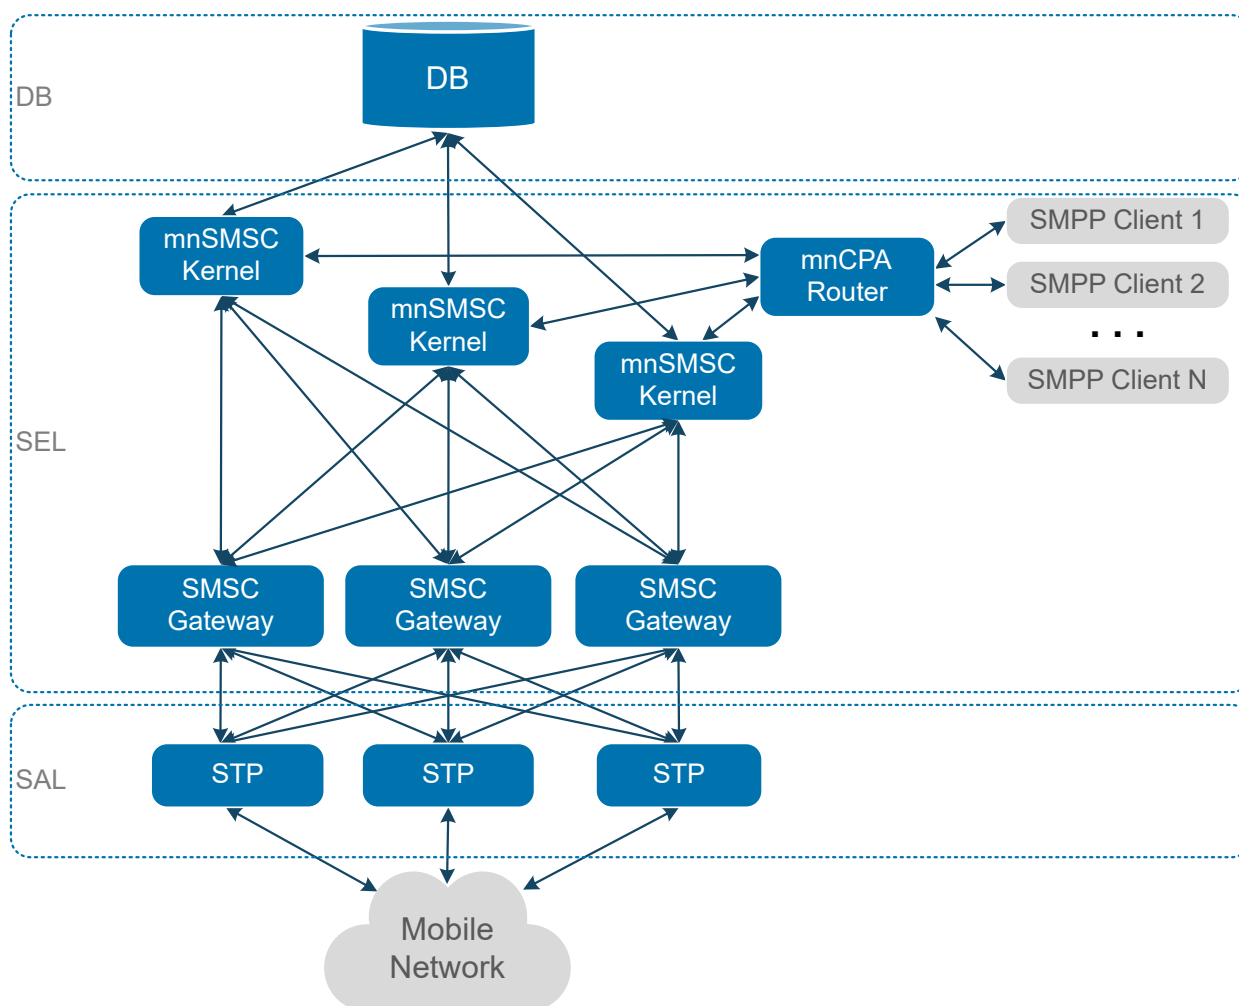 DB
DB
mnSMSC
Kernel
mnCPA
Router
SMPP Client 1
SMPP Client 2
. . .
SMPP Client N
mnSMSC
Kernel
mnSMSC
Kernel
SEL
SMSC
Gateway
SMSC
Gateway
SMSC
Gateway
SAL
STP
STP
STP
Mobile
Network